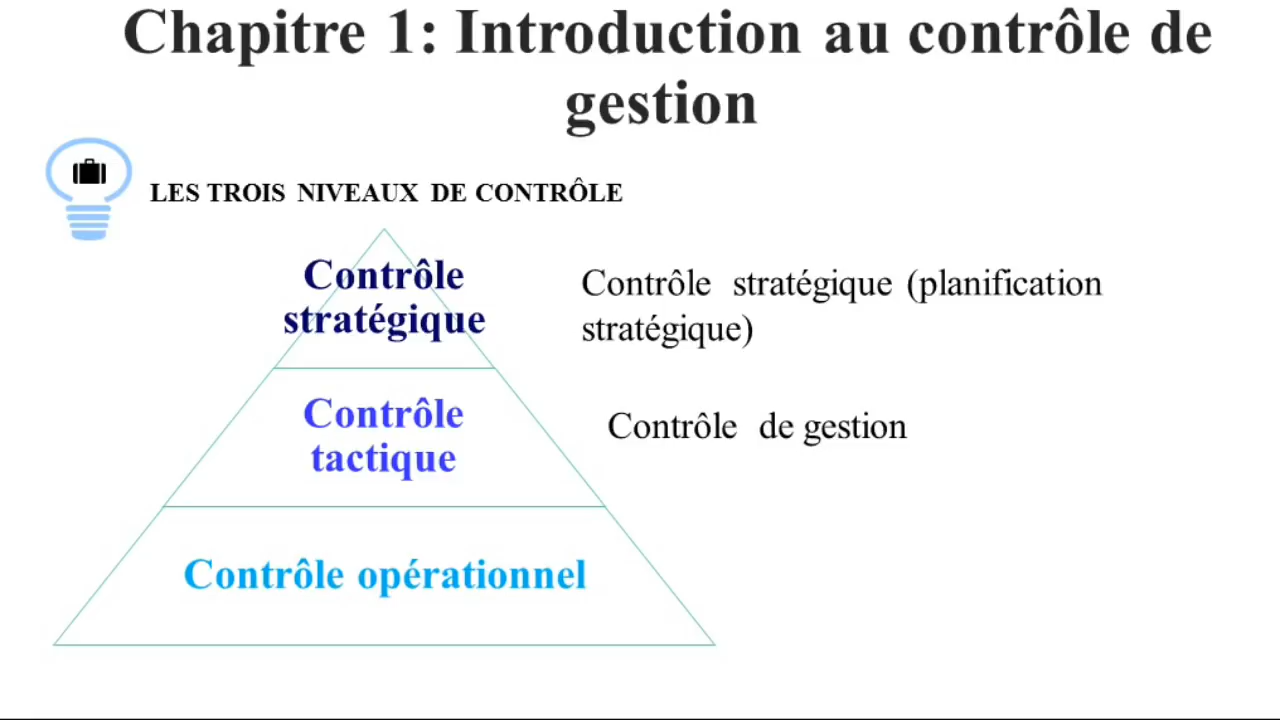 Chapitre 1: Introduction au contrôle de
gestion
LES TROIS NIVEAUX DE CONTRÔLE
Contrôle
stratégique
Contrôle stratégique (planification
stratégique)
Contrôle
tactique
Contrôle de gestion
Contrôle opérationnel